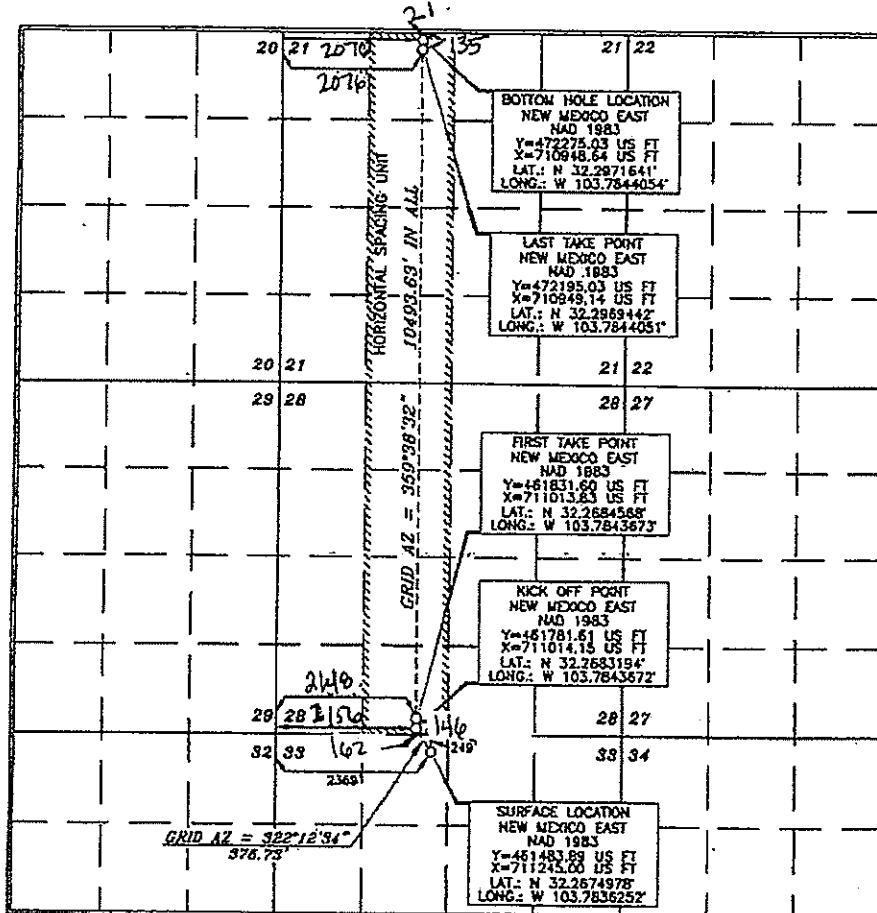 21.
20 21
2076
135
21 22
2076
BOTTOM HOLE LOCATION
NEW MEXICO EAST
NAD 1983
Y=472275.03 US FT
X=710948.64 US FT
LAT.: N 32.2971641°
LONG.: W 103.7844054°
HORIZONTAL SPACING UNIT
10493.63' IN ALL
LAST TAKE POINT
NEW MEXICO EAST
NAD 1983
Y=472195.03 US FT
X=710949.14 US FT
LAT.: N 32.2969442°
LONG.: W 103.7844051°
20 21
21 22
29 28
28 27
GRID AZ = 359°38'32"
FIRST TAKE POINT
NEW MEXICO EAST
NAD 1983
Y=461831.60 US FT
X=711013.83 US FT
LAT.: N 32.2684568°
LONG.: W 103.7843673°
KICK OFF POINT
NEW MEXICO EAST
NAD 1983
Y=461781.61 US FT
X=711014.15 US FT
LAT.: N 32.2683194°
LONG.: W 103.7843672°
2148
29 28
2156
146
28 27
32 33
162
249'
33 34
2369'
GRID AZ = 322°12'34"
376.73'
SURFACE LOCATION
NEW MEXICO EAST
NAD 1983
Y=461483.89 US FT
X=711245.00 US FT
LAT.: N 32.2674978°
LONG.: W 103.7836252°